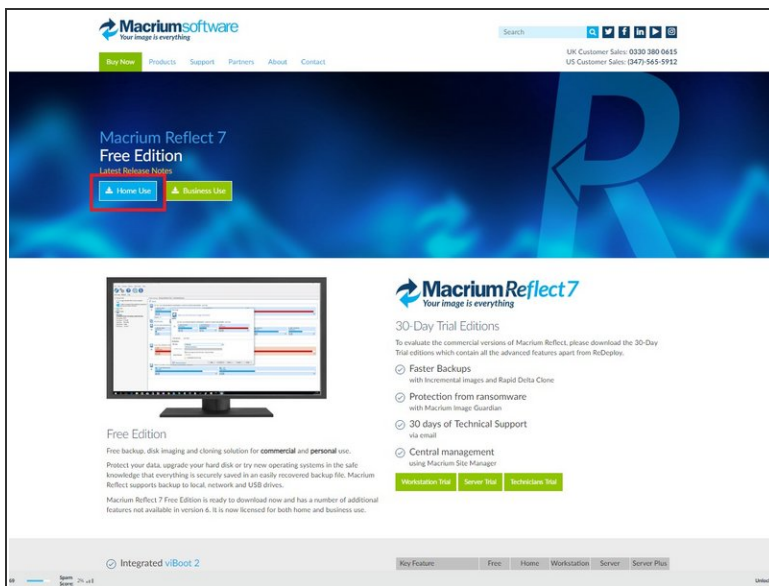 Macriumsoftware
Your image is everything
Search
UK Customer Sales: 0330 380 0615
US Customer Sales: (347)-565-5912
Buy Now Products Support Partners About Contact
Macrium Reflect 7
Free Edition
Latest Release Notes
Home Use Business Use
Free Edition
Free backup, disk imaging and cloning solution for commercial and personal use.
Protect your data, upgrade your hard disk or try new operating systems in the safe
knowledge that everything is securely saved in an easily recovered backup file. Macrium
Reflect supports backup to local, network and USB drives.
Macrium Reflect 7 Free Edition is ready to download now and has a number of additional
features not available in version 6. It is now licensed for both home and business use.
Macrium Reflect 7
Your image is everything
30-Day Trial Editions
To evaluate the commercial versions of Macrium Reflect, please download the 30-Day
Trial editions which contain all the advanced features apart from ReDeploy.
Faster Backups
with Incremental images and Rapid Delta Clone
Protection from ransomware
with Macrium Image Guardian
30 days of Technical Support
via email
Central management
using Macrium Site Manager
Workstation Trial Server Trial Technicians Trial
Integrated viBoot 2
Key Feature Free Home Workstation Server Server Plus
Spam
Score: 2%